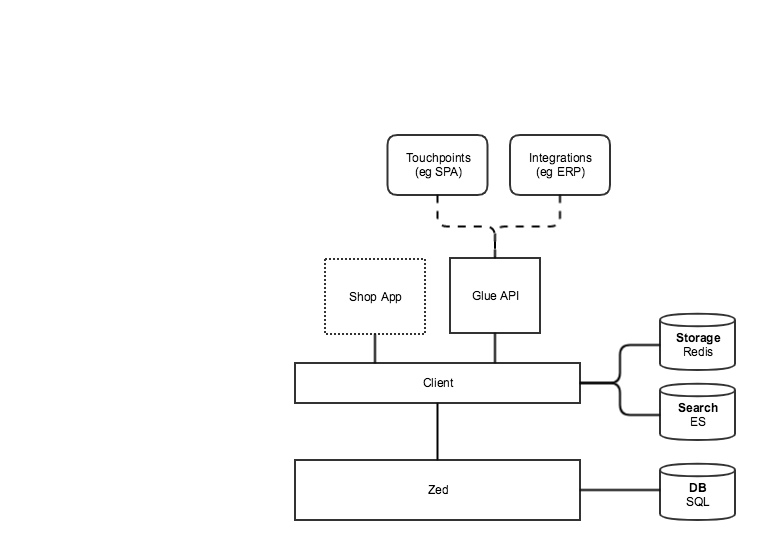 Touchpoints
(eg SPA)
Integrations
(eg ERP)
Shop App
Glue API
Storage
Redis
Client
Search
ES
Zed
DB
SQL